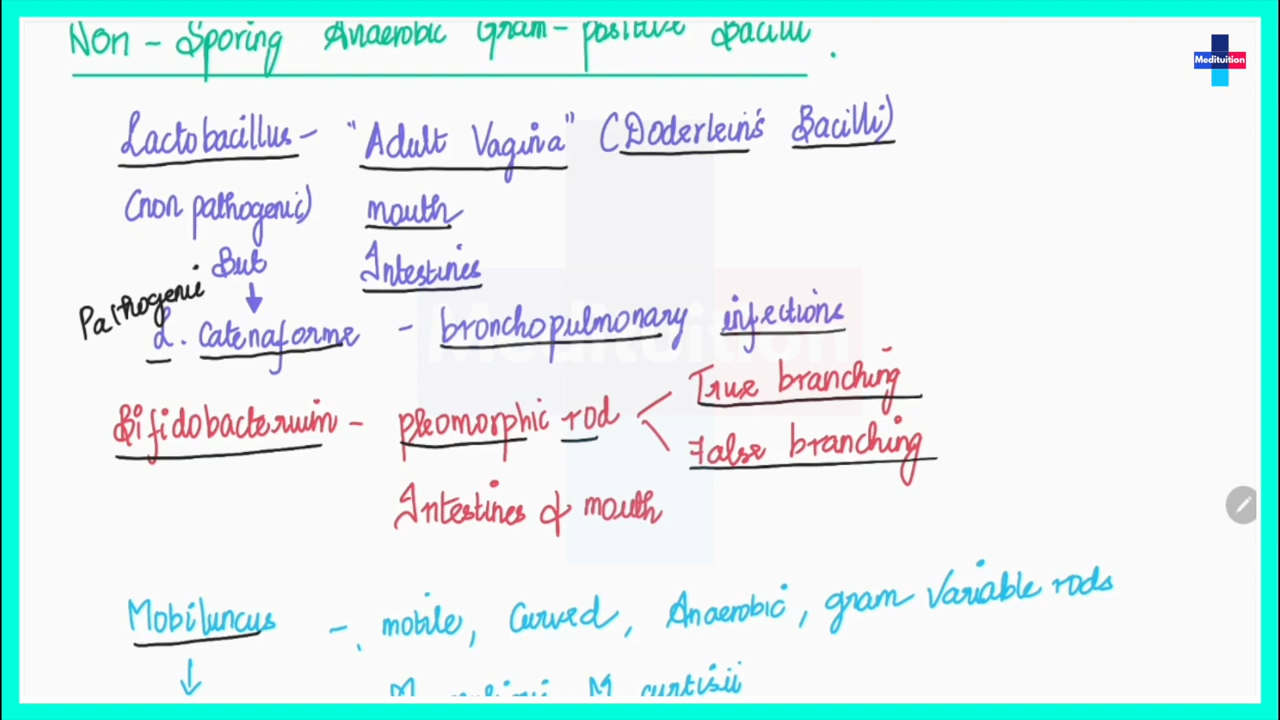 Non - Sporing Anaerobic Gram - positive Bacilli.
Meditution
Lactobacillus - "Adult Vagina" (Doderlein's Bacilli)
(non pathogenic) mouth
But Intestines
Pathogenic
L. Catenaforme - bronchopulmonary infections
Bifidobacterium - pleomorphic rod < True branching
False branching
Intestines & mouth
Mobiluncus - mobile, Curved, Anaerobic, gram Variable rods
M. curtisii